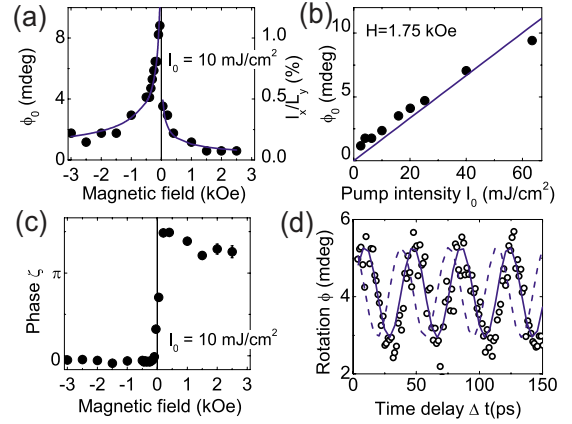 (a)
ϕ₀ (mdeg)
8
4
0
I₀ = 10 mJ/cm²
1.0
0.5
0.0
lₓ/L_y (%)
-3 -2 -1 0 1 2 3
Magnetic field (kOe)
(b)
ϕ₀ (mdeg)
10
5
0
H=1.75 kOe
0 20 40 60
Pump intensity I₀ (mJ/cm²)
(c)
Phase ζ
π
0
I₀ = 10 mJ/cm²
-3 -2 -1 0 1 2 3
Magnetic field (kOe)
(d)
Rotation ϕ (mdeg)
6
4
2
0 50 100 150
Time delay Δ t(ps)